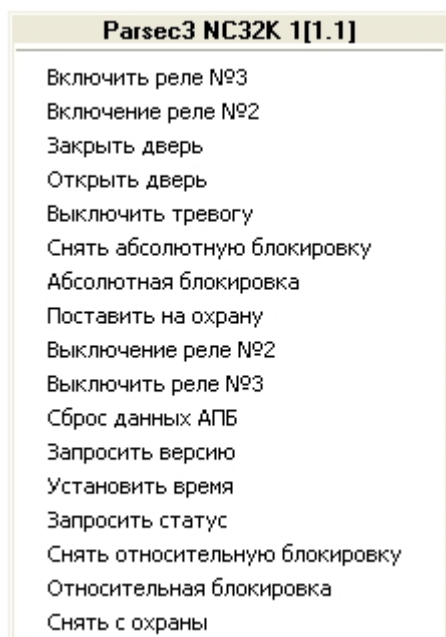 Parsec3 NC32K 1[1.1]
Включить реле №3
Включение реле №2
Закрыть дверь
Открыть дверь
Выключить тревогу
Снять абсолютную блокировку
Абсолютная блокировка
Поставить на охрану
Выключение реле №2
Выключить реле №3
Сброс данных АПБ
Запросить версию
Установить время
Запросить статус
Снять относительную блокировку
Относительная блокировка
Снять с охраны